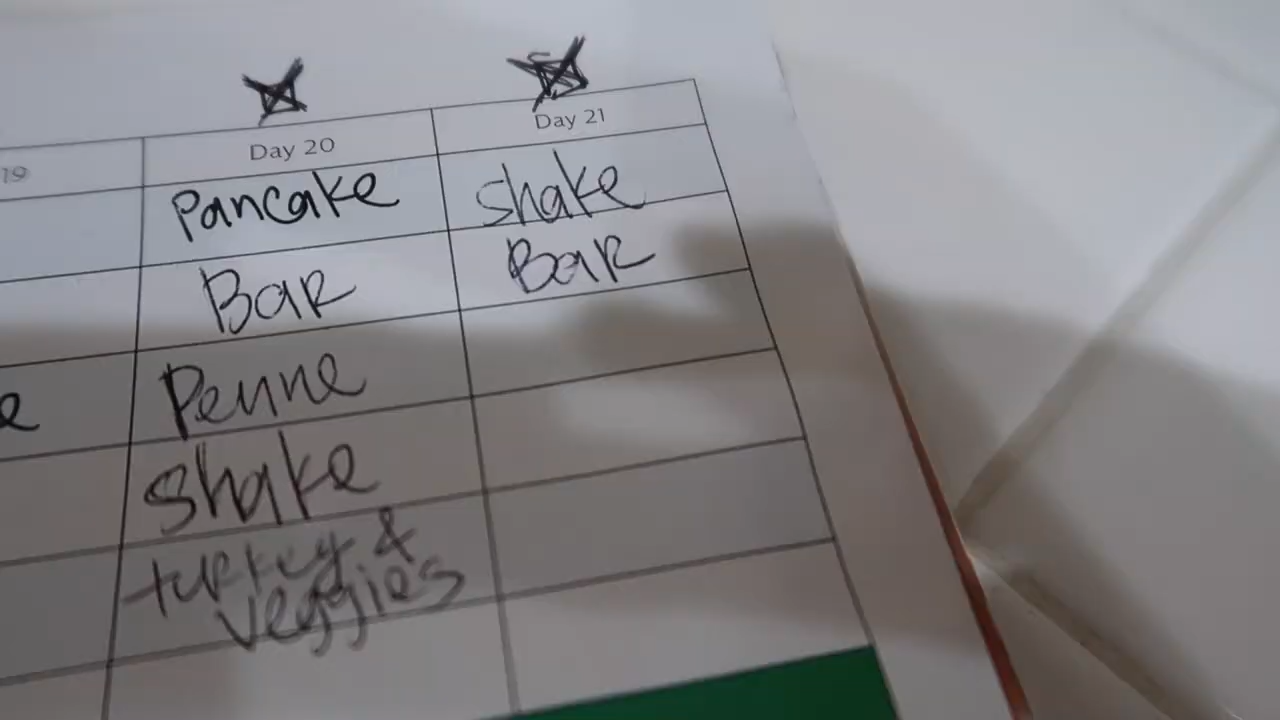 19
Day 20
Day 21
Pancake
Shake
Bar
Bar
e
Penne
Shake
turkey &
veggies